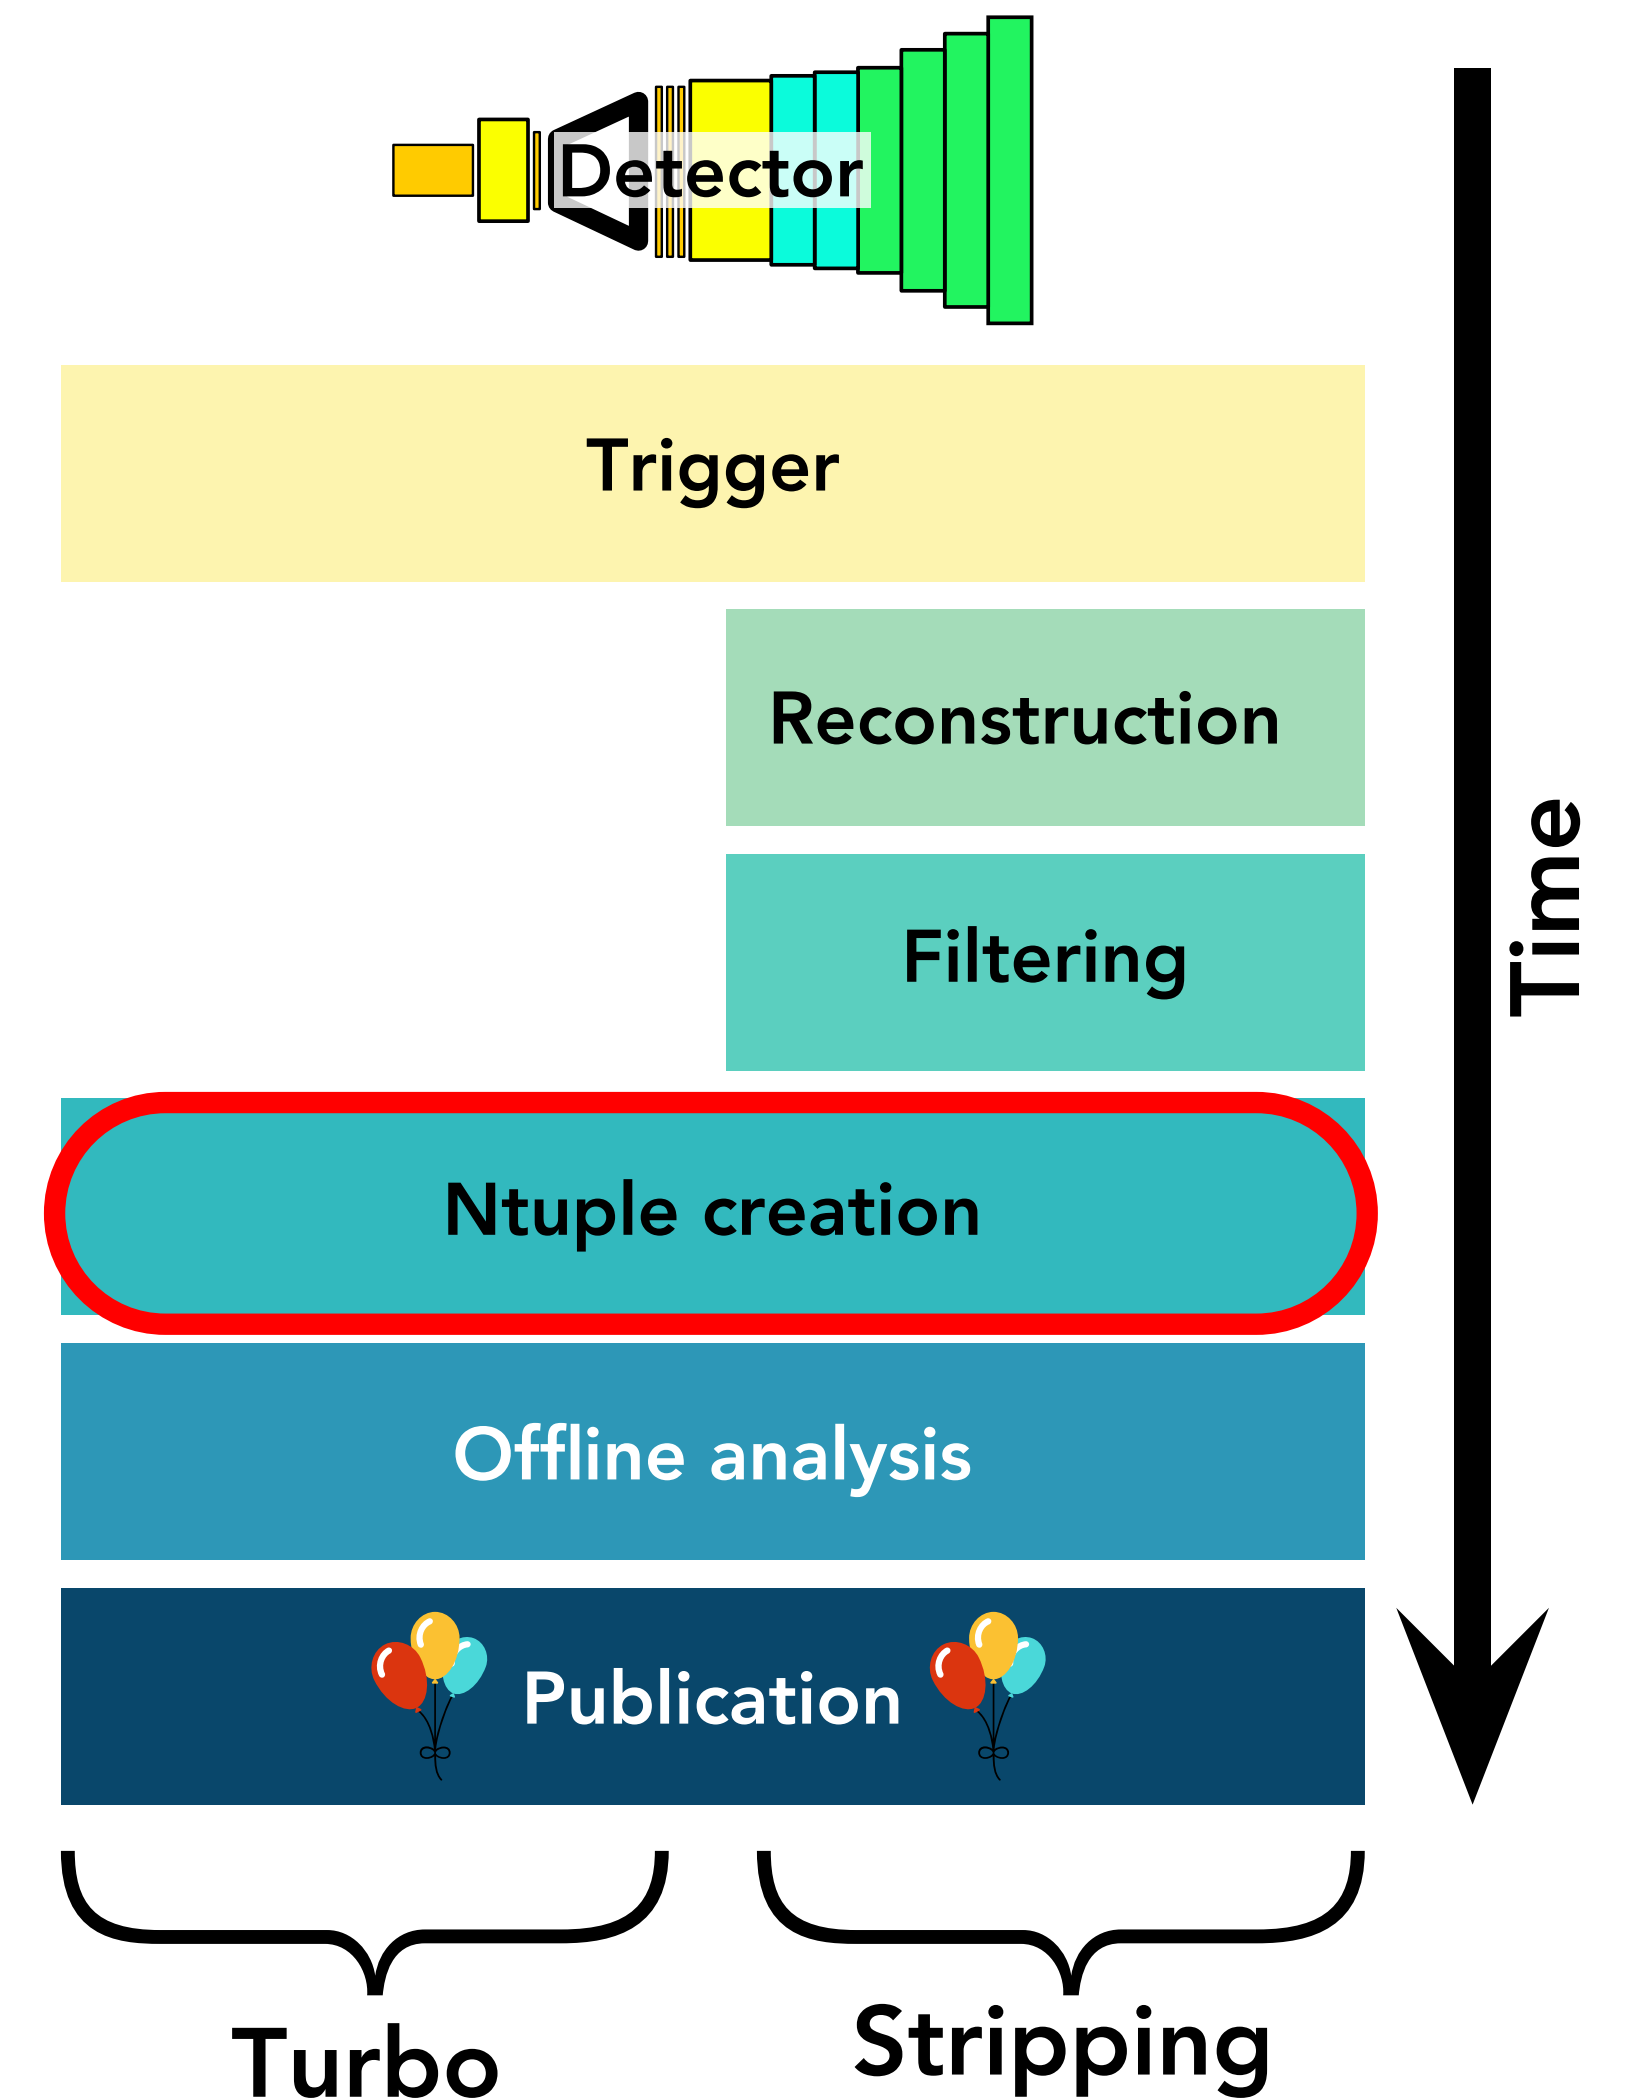 Detector
Trigger
Reconstruction
Filtering
Ntuple creation
Offline analysis
Publication
Time
Turbo
Stripping